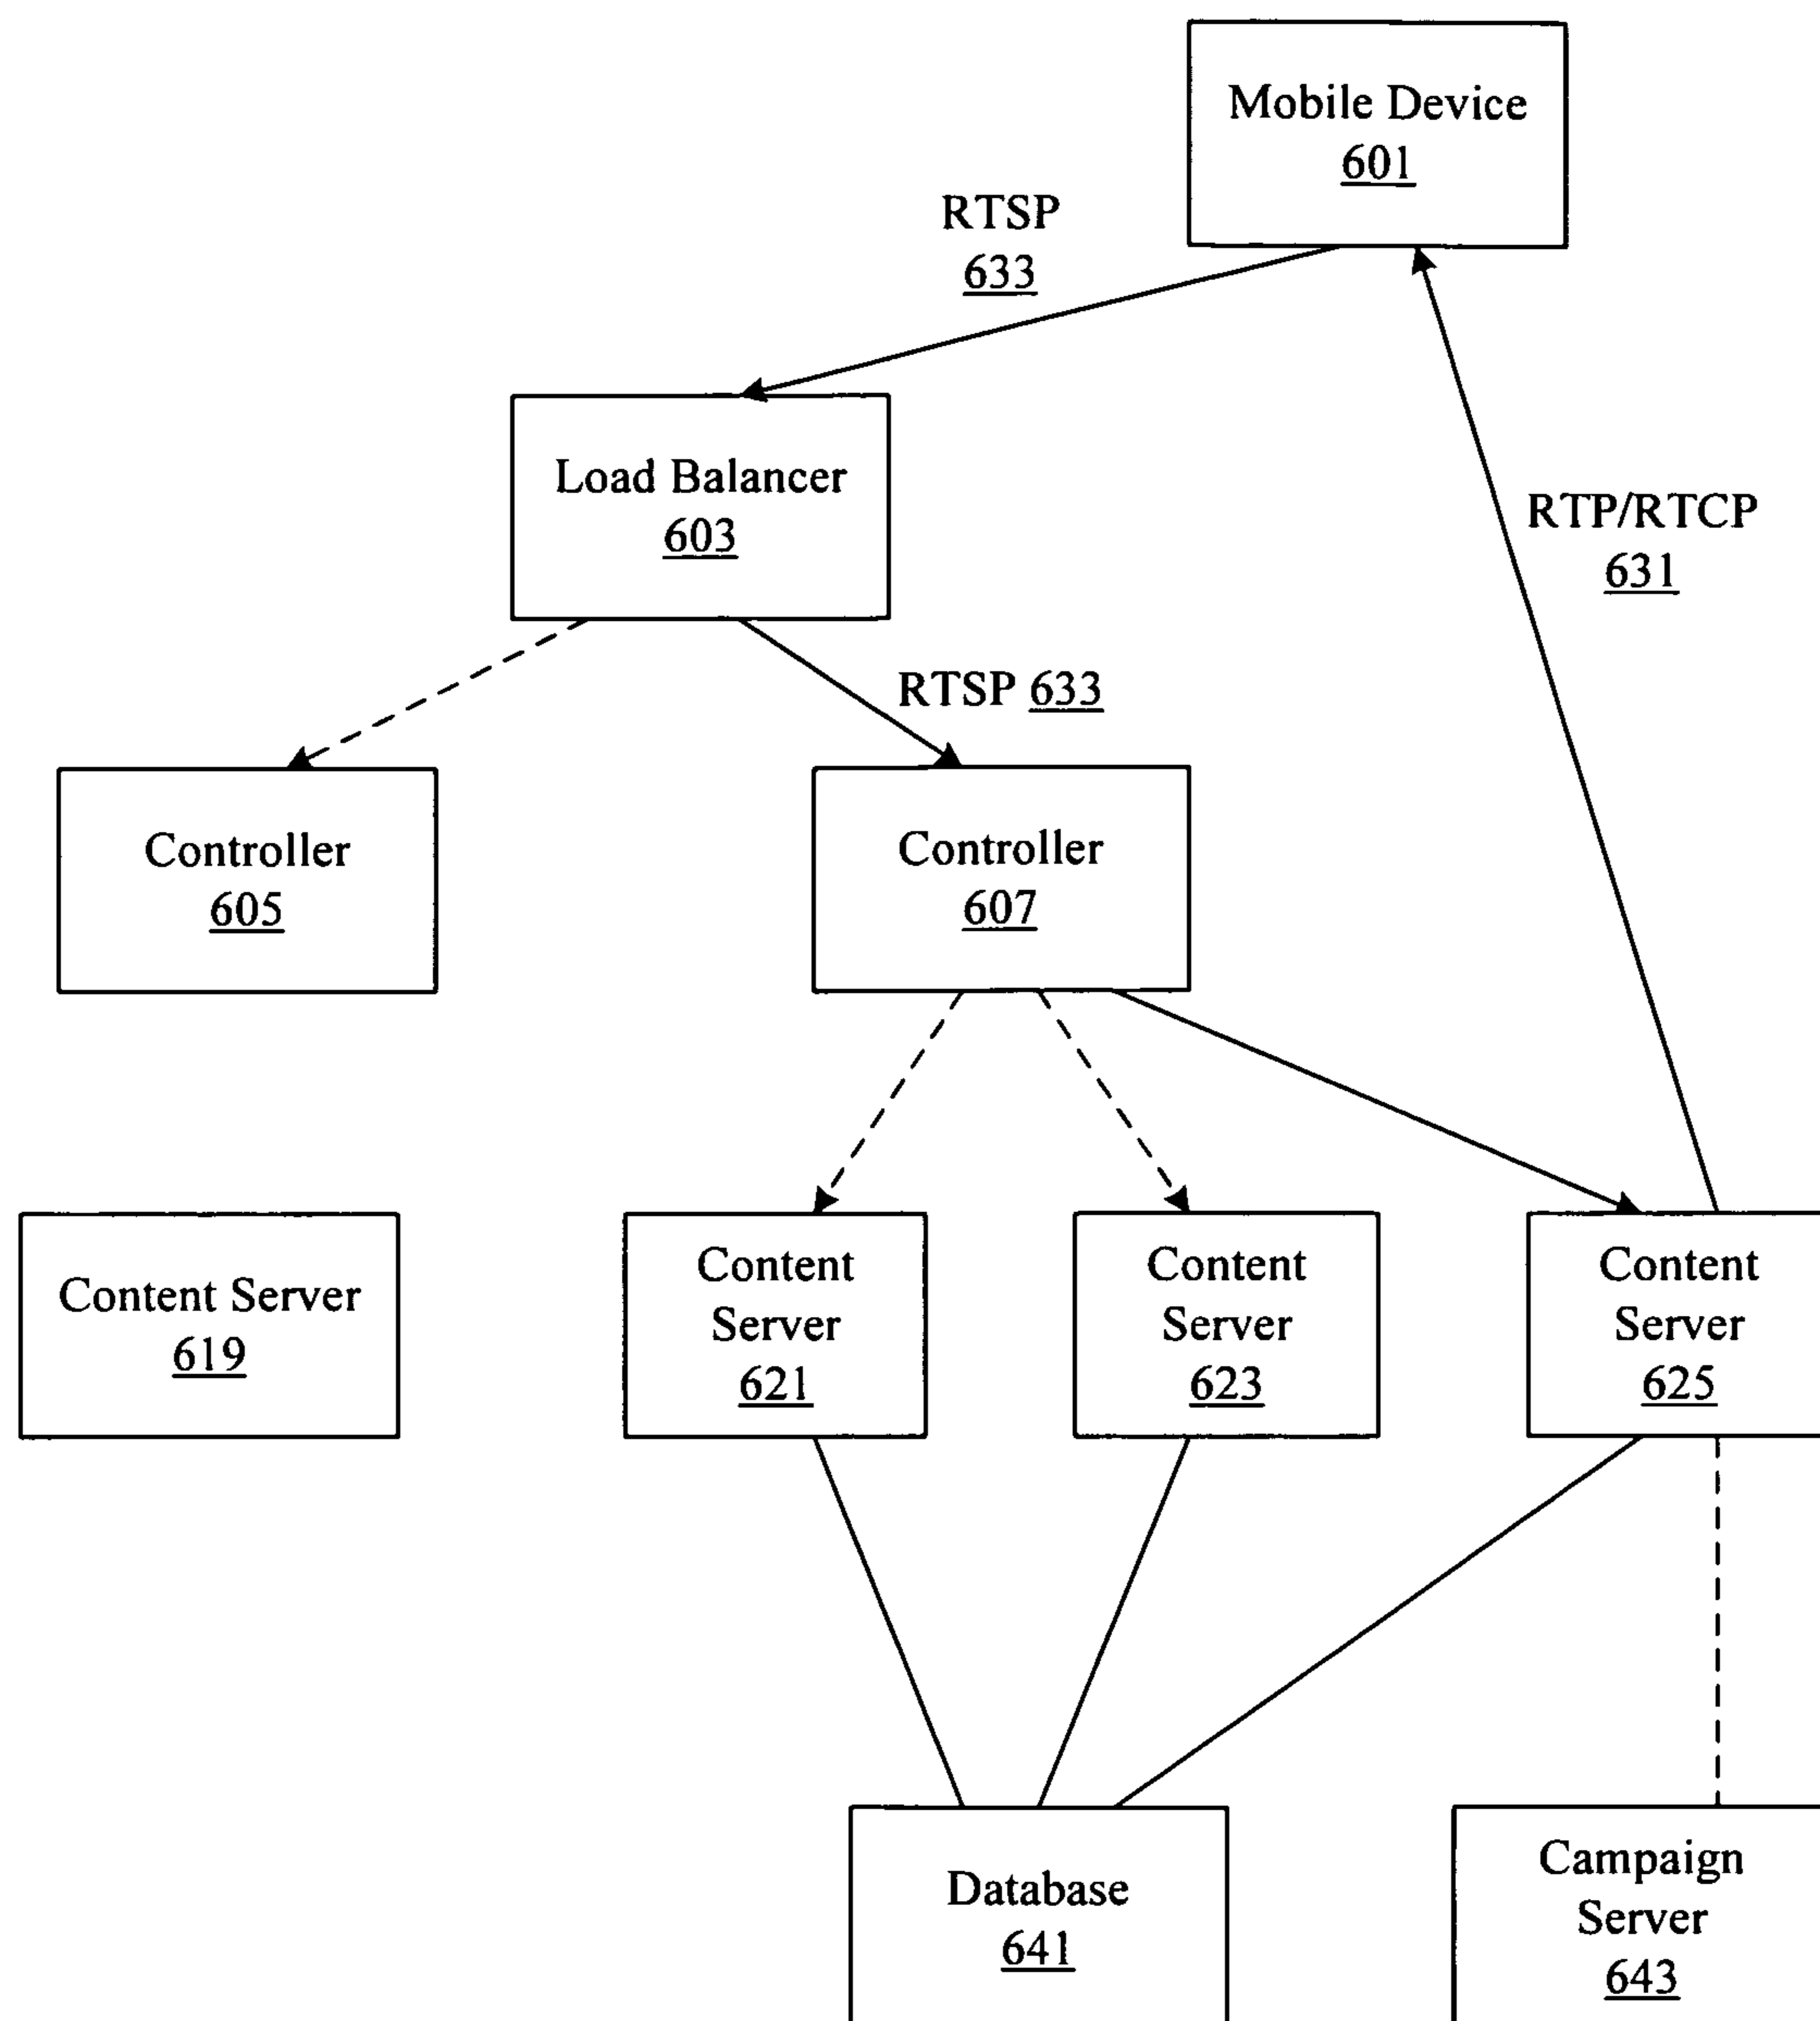 Mobile Device
601
RTSP
633
Load Balancer
603
RTP/RTCP
631
RTSP 633
Controller
605
Controller
607
Content Server
619
Content
Server
621
Content
Server
623
Content
Server
625
Database
641
Campaign
Server
643